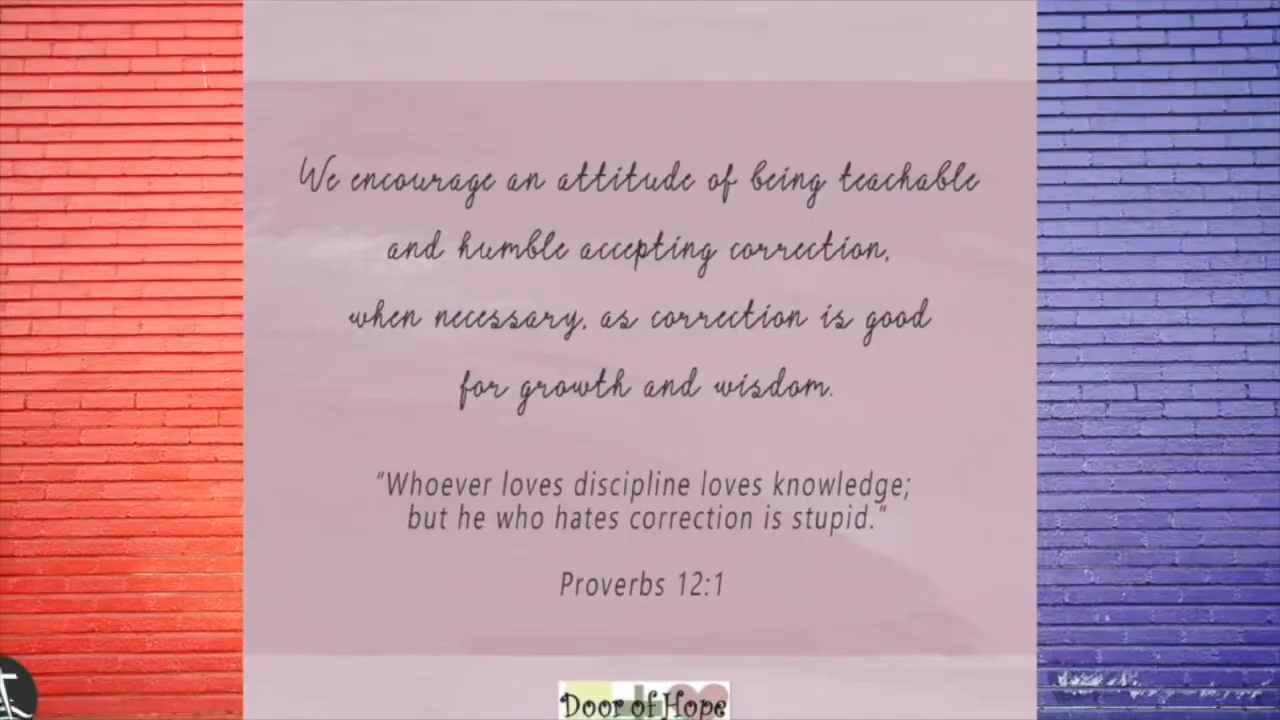 We encourage an attitude of being teachable
and humble accepting correction,
when necessary, as correction is good
for growth and wisdom.
“Whoever loves discipline loves knowledge;
but he who hates correction is stupid.”
Proverbs 12:1
Door of Hope